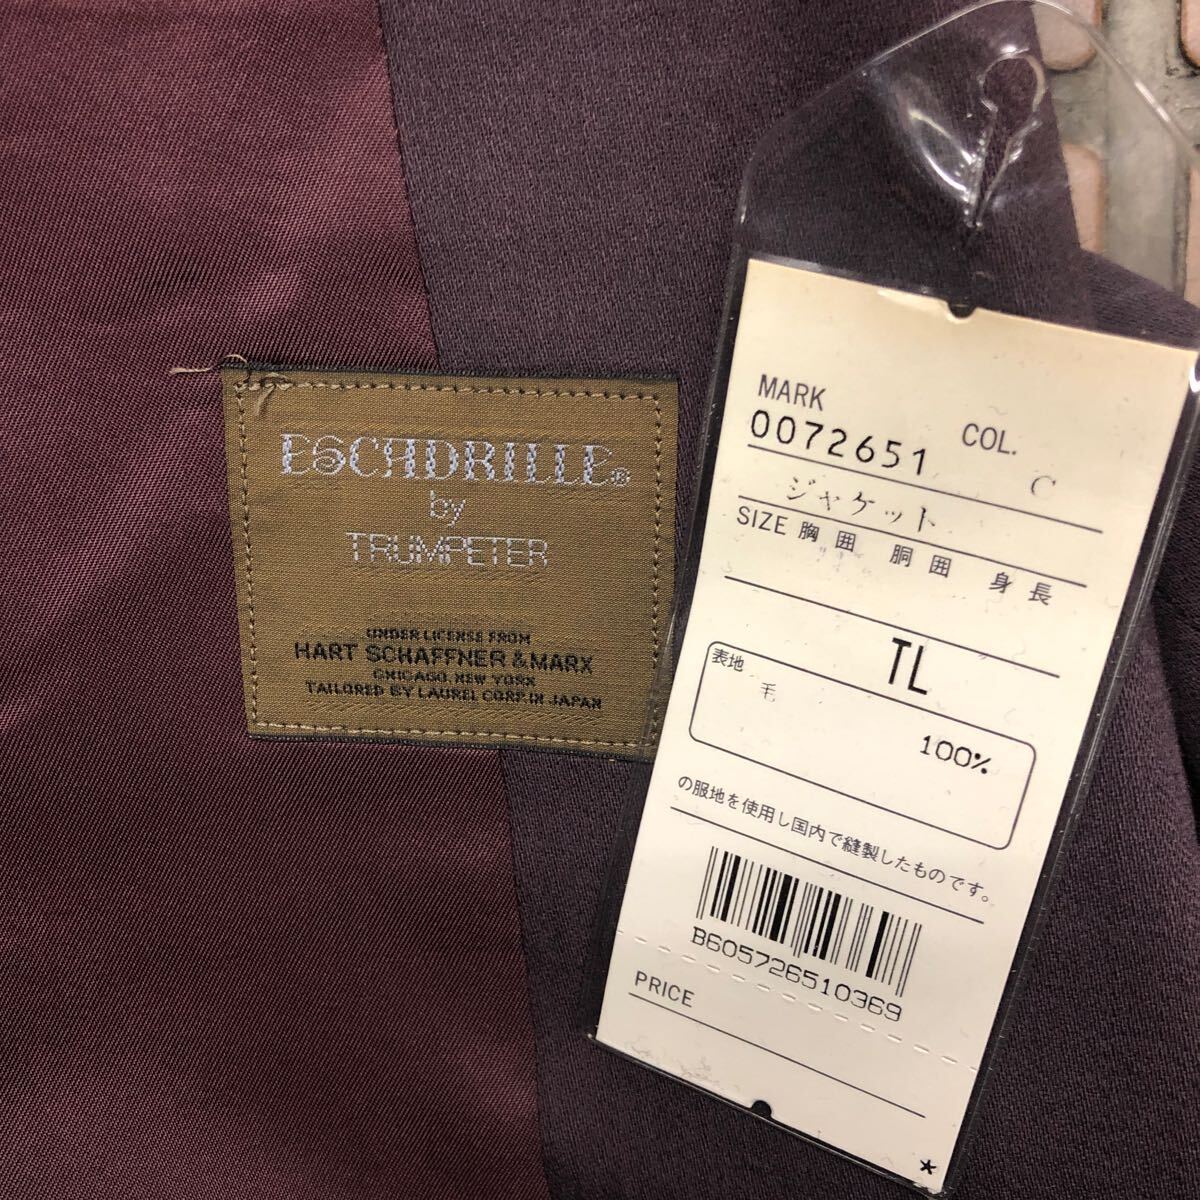 ESCADRILLE®
by
TRUMPETER
UNDER LICENSE FROM
HART SCHAFFNER & MARX
CHICAGO, NEW YORK
TAILORED BY LAUREL CORP. IN JAPAN
MARK COL.
0072651 C
ジャケット
SIZE 胸囲 胴囲 身長
TL
表地
毛 100%
の服地を使用し国内で縫製したものです。
B605726510369
PRICE
*